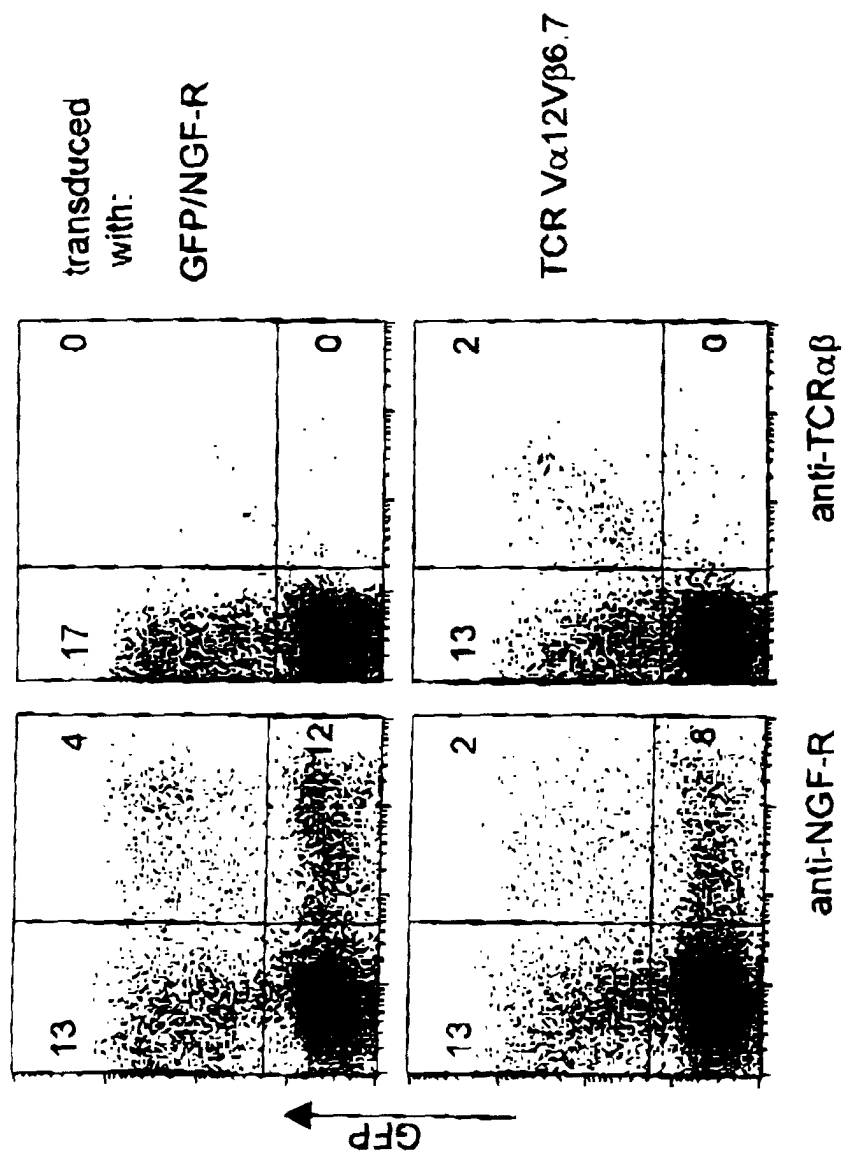 transduced
with:
GFP/NGF-R
13
4
12
17
0
0
TCR Vα12Vβ6.7
13
2
8
13
2
0
GFP
anti-NGF-R
anti-TCRαβ